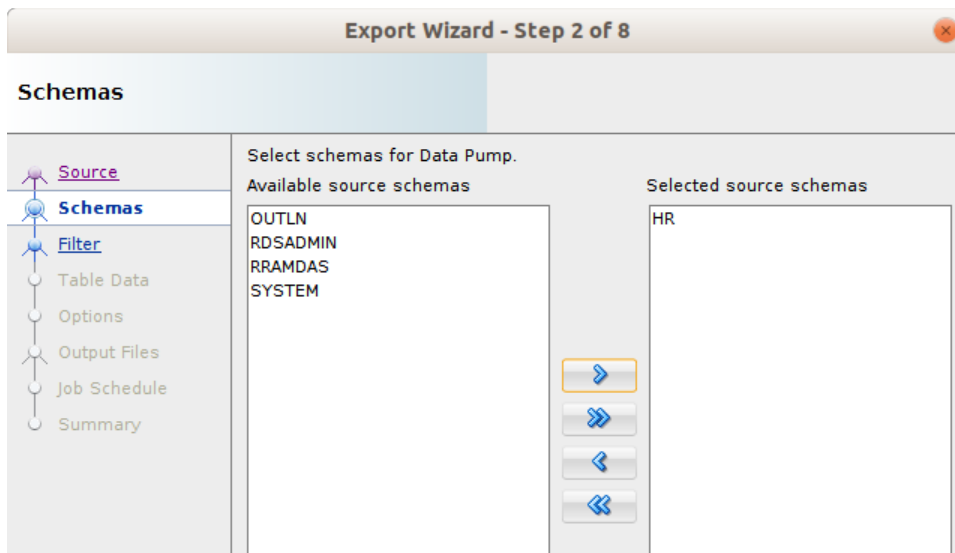 Export Wizard - Step 2 of 8
Schemas
Source
Schemas
Filter
Table Data
Options
Output Files
Job Schedule
Summary
Select schemas for Data Pump.
Available source schemas
OUTLN
RDSADMIN
RRAMDAS
SYSTEM
Selected source schemas
HR